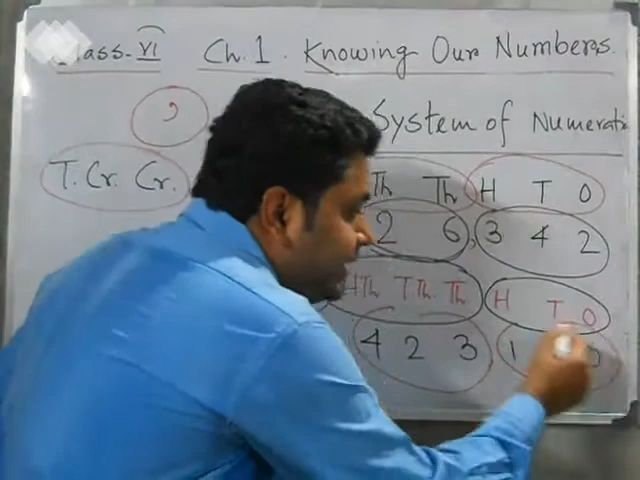 Class-VI Ch. 1. Knowing Our Numbers.
, System of Numerati
T. Cr. Cr. Th Th H T O
2 6, 3 4 2
HTh TTh. Th H T O
4 2 3 1